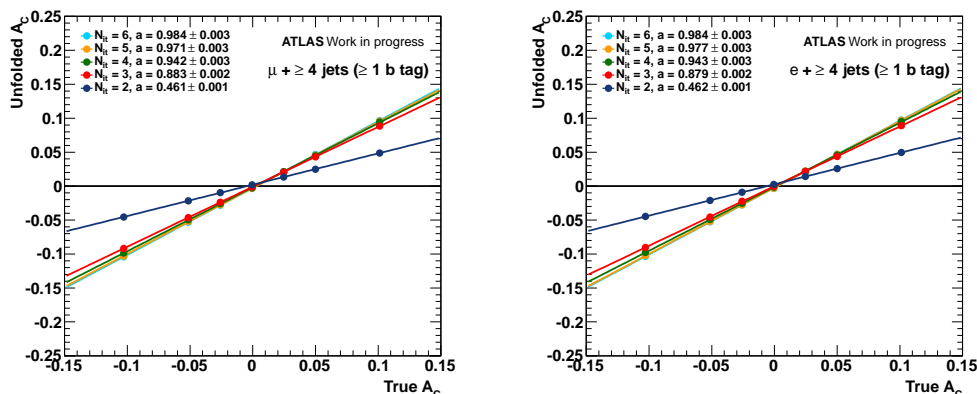 Unfolded A_C
0.25
0.2
0.15
0.1
0.05
0
-0.05
-0.1
-0.15
-0.2
-0.25
N_it = 6, a = 0.984 ± 0.003
N_it = 5, a = 0.971 ± 0.003
N_it = 4, a = 0.942 ± 0.003
N_it = 3, a = 0.883 ± 0.002
N_it = 2, a = 0.461 ± 0.001
ATLAS Work in progress
μ + ≥ 4 jets (≥ 1 b tag)
-0.15 -0.1 -0.05 0 0.05 0.1 0.15
True A_C
Unfolded A_C
0.25
0.2
0.15
0.1
0.05
0
-0.05
-0.1
-0.15
-0.2
-0.25
N_it = 6, a = 0.984 ± 0.003
N_it = 5, a = 0.977 ± 0.003
N_it = 4, a = 0.943 ± 0.003
N_it = 3, a = 0.879 ± 0.002
N_it = 2, a = 0.462 ± 0.001
ATLAS Work in progress
e + ≥ 4 jets (≥ 1 b tag)
-0.15 -0.1 -0.05 0 0.05 0.1 0.15
True A_C